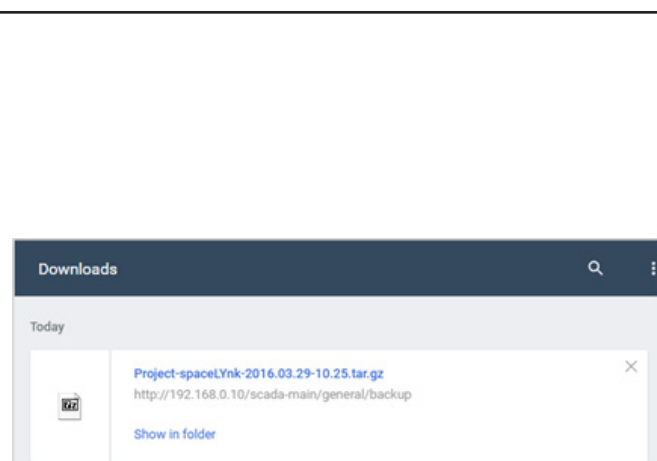 Downloads
Today
Project-spaceLYnk-2016.03.29-10.25.tar.gz
http://192.168.0.10/scada-main/general/backup
Show in folder